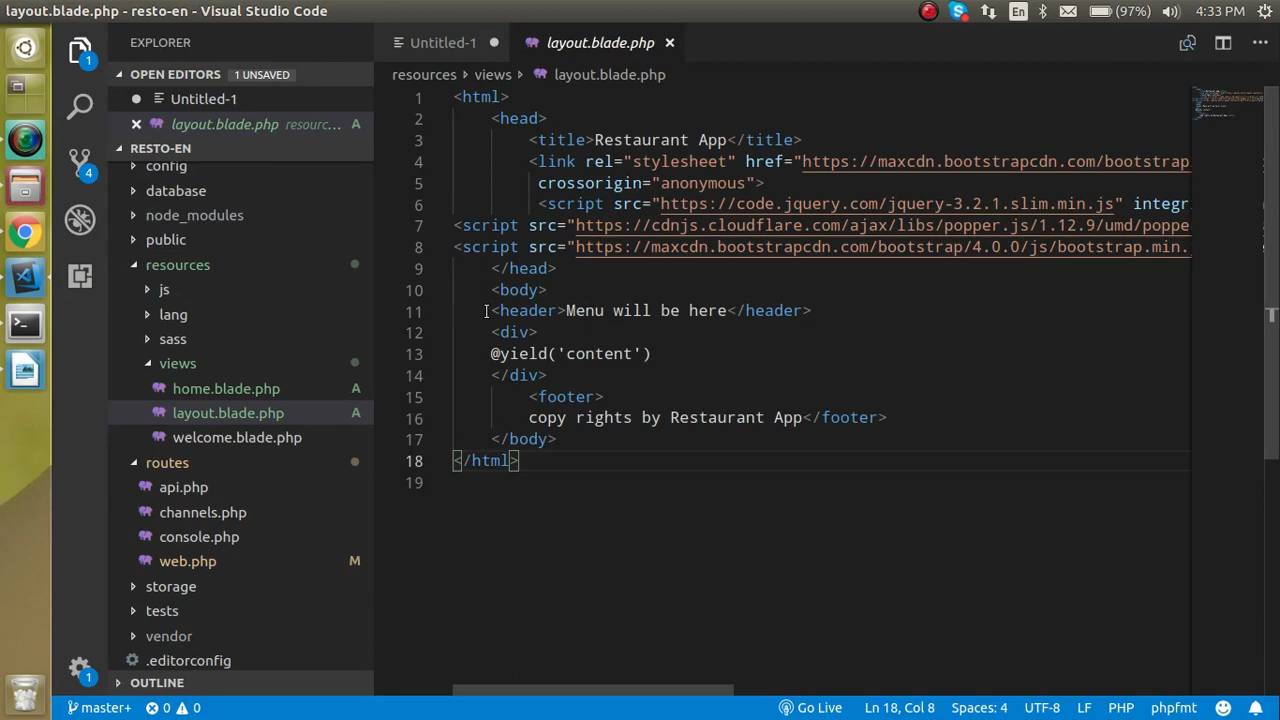 layout.blade.php - resto-en - Visual Studio Code
En
(97%)
4:33 PM
EXPLORER
OPEN EDITORS
1 UNSAVED
Untitled-1
layout.blade.php resourc...
A
RESTO-EN
config
database
node_modules
public
resources
js
lang
sass
views
home.blade.php
A
layout.blade.php
A
welcome.blade.php
routes
api.php
channels.php
console.php
web.php
M
storage
tests
vendor
.editorconfig
OUTLINE
1
4
1
Untitled-1
layout.blade.php
resources
views
layout.blade.php
1 <html>
2 <head>
3 <title>Restaurant App</title>
4 <link rel="stylesheet" href="https://maxcdn.bootstrapcdn.com/bootstrap
5 crossorigin="anonymous">
6 <script src="https://code.jquery.com/jquery-3.2.1.slim.min.js" integri
7 <script src="https://cdnjs.cloudflare.com/ajax/libs/popper.js/1.12.9/umd/poppe
8 <script src="https://maxcdn.bootstrapcdn.com/bootstrap/4.0.0/js/bootstrap.min.
9 </head>
10 <body>
11 <header>Menu will be here</header>
12 <div>
13 @yield('content')
14 </div>
15 <footer>
16 copy rights by Restaurant App</footer>
17 </body>
18 </html>
19
master+
0
0
Go Live
Ln 18, Col 8
Spaces: 4
UTF-8
LF
PHP
phpfmt
1